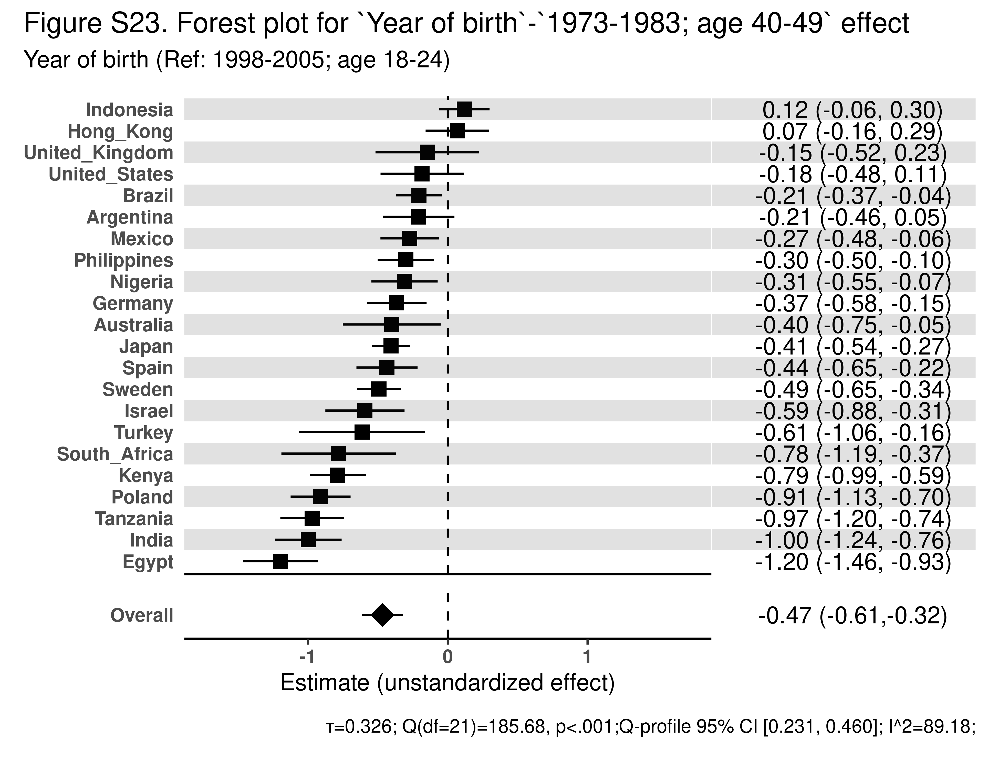 Figure S23. Forest plot for `Year of birth`-`1973-1983; age 40-49` effect
Year of birth (Ref: 1998-2005; age 18-24)
Indonesia 0.12 (-0.06, 0.30)
Hong_Kong 0.07 (-0.16, 0.29)
United_Kingdom -0.15 (-0.52, 0.23)
United_States -0.18 (-0.48, 0.11)
Brazil -0.21 (-0.37, -0.04)
Argentina -0.21 (-0.46, 0.05)
Mexico -0.27 (-0.48, -0.06)
Philippines -0.30 (-0.50, -0.10)
Nigeria -0.31 (-0.55, -0.07)
Germany -0.37 (-0.58, -0.15)
Australia -0.40 (-0.75, -0.05)
Japan -0.41 (-0.54, -0.27)
Spain -0.44 (-0.65, -0.22)
Sweden -0.49 (-0.65, -0.34)
Israel -0.59 (-0.88, -0.31)
Turkey -0.61 (-1.06, -0.16)
South_Africa -0.78 (-1.19, -0.37)
Kenya -0.79 (-0.99, -0.59)
Poland -0.91 (-1.13, -0.70)
Tanzania -0.97 (-1.20, -0.74)
India -1.00 (-1.24, -0.76)
Egypt -1.20 (-1.46, -0.93)
Overall -0.47 (-0.61,-0.32)
-1 0 1
Estimate (unstandardized effect)
τ=0.326; Q(df=21)=185.68, p<.001;Q-profile 95% CI [0.231, 0.460]; I^2=89.18;